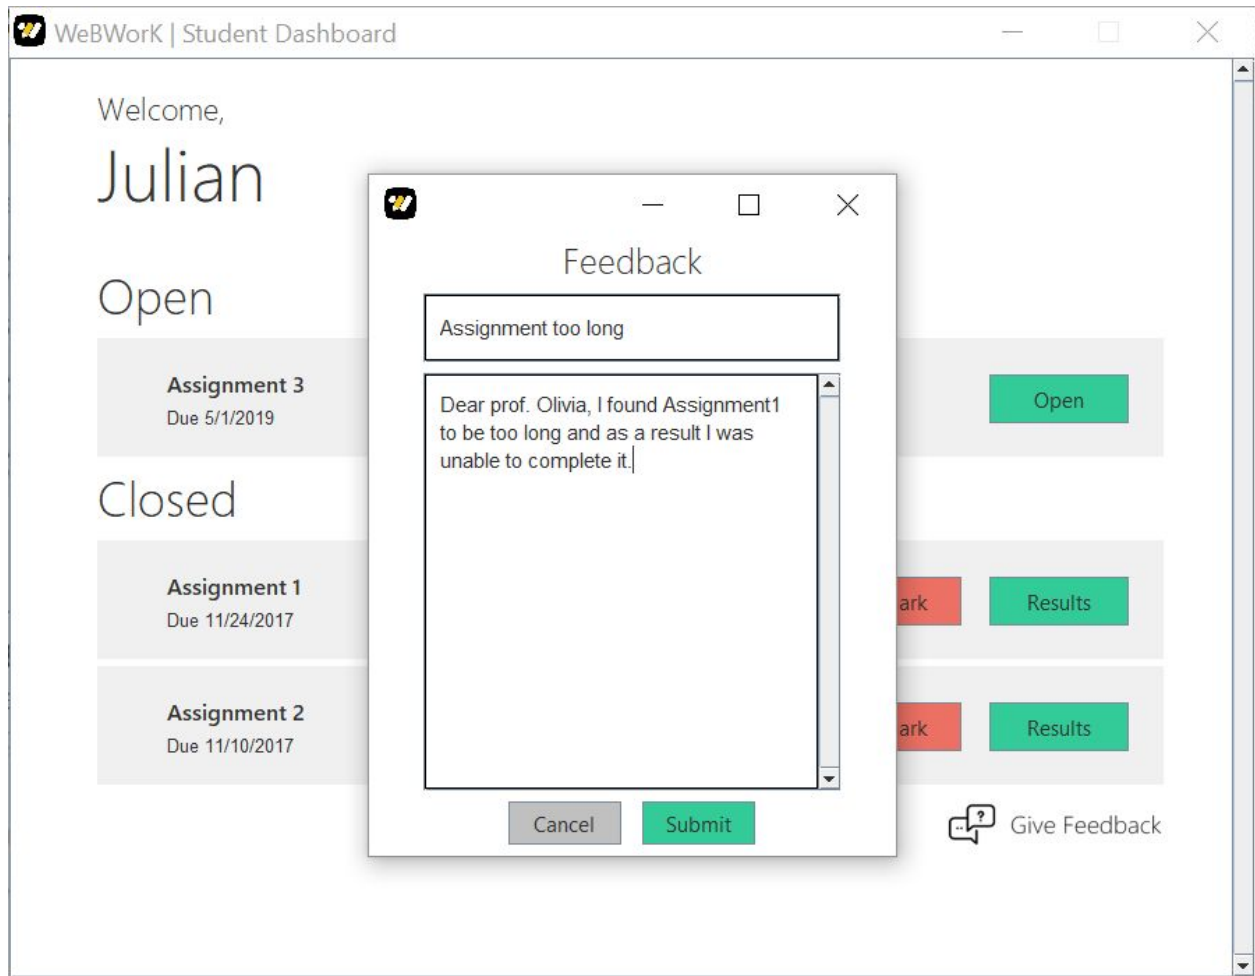 WeBWorK | Student Dashboard
Welcome,
Julian
Feedback
Assignment too long
Dear prof. Olivia, I found Assignment1
to be too long and as a result I was
unable to complete it.
Cancel
Submit
Open
Assignment 3
Due 5/1/2019
Open
Closed
Assignment 1
Due 11/24/2017
Results
Assignment 2
Due 11/10/2017
Results
Give Feedback